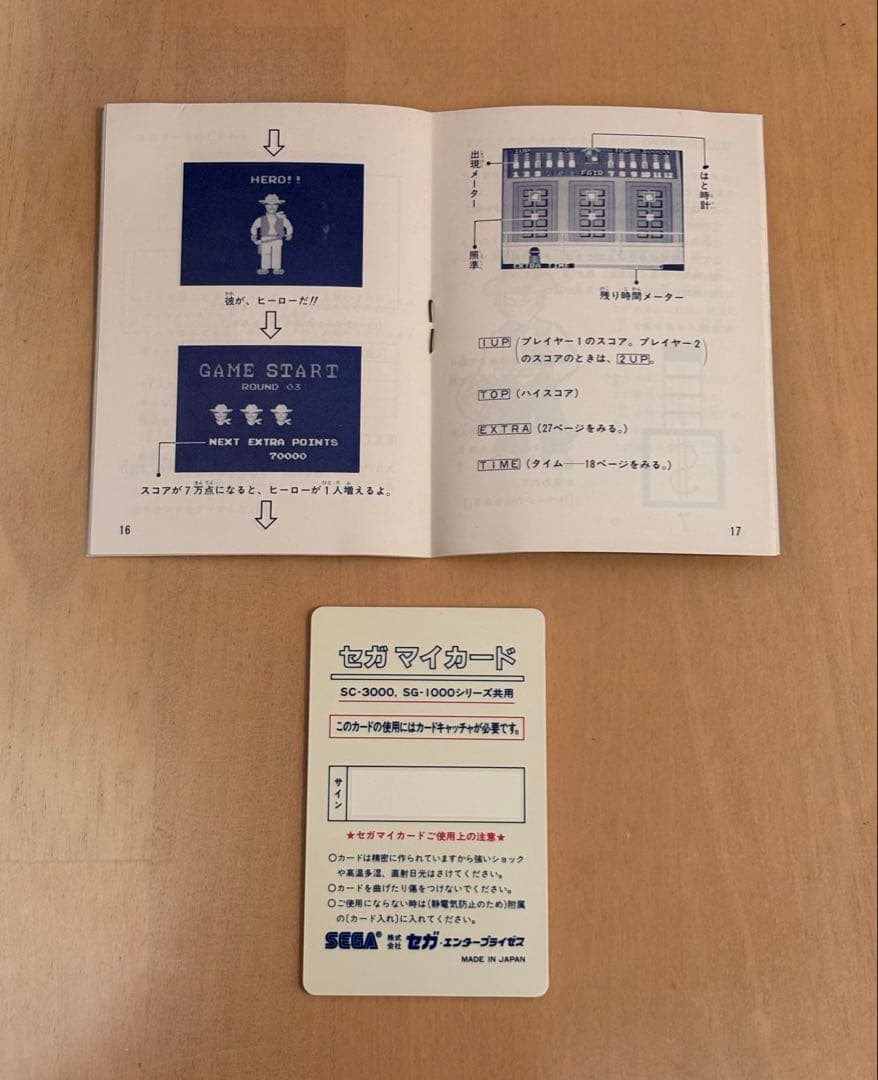 HERO!!
彼が、ヒーローだ!!
GAME START
ROUND 03
NEXT EXTRA POINTS
70000
スコアが7万点になると、ヒーローが1人増えるよ。
16
出現メーター
照準
はと時計
1UP
TOP
FAIR
1 2 3
7 8 9 10 11 12
EXTRA TIME
残り時間メーター
1UP(プレイヤー1のスコア。プレイヤー2
のスコアのときは、2UP。)
TOP(ハイスコア)
EXTRA(27ページをみる。)
TIME(タイム──18ページをみる。)
17
セガ マイカード
SC-3000, SG-1000シリーズ共用
このカードの使用にはカードキャッチャが必要です。
サイン
★セガマイカードご使用上の注意★
○カードは精密に作られていますから強いショック
や高温多湿、直射日光はさけてください。
○カードを曲げたり傷をつけないでください。
○ご使用にならない時は(静電気防止のため)附属
の(カード入れ)に入れてください。
SEGA® 株式会社 セガ・エンタープライゼス
MADE IN JAPAN